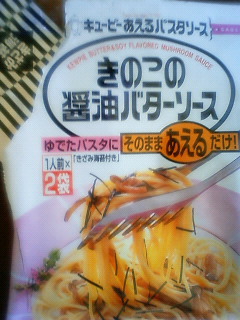 キューピー あえるパスタソース
KEWPIE BUTTER&SOY FLAVORED MUSHROOM SAUCE
きのこの
醤油バターソース
ゆでたパスタに
そのままあえるだけ!
1人前×
2袋
「きざみ海苔付き」